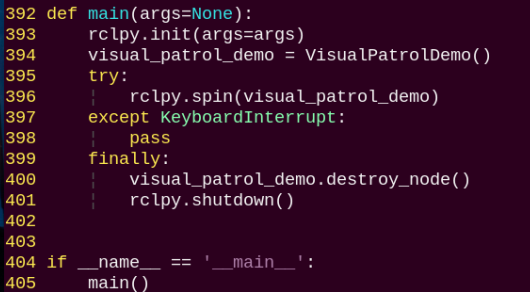 392 def main(args=None):
393     rclpy.init(args=args)
394     visual_patrol_demo = VisualPatrolDemo()
395     try:
396         rclpy.spin(visual_patrol_demo)
397     except KeyboardInterrupt:
398         pass
399     finally:
400         visual_patrol_demo.destroy_node()
401         rclpy.shutdown()
402
403
404 if __name__ == '__main__':
405     main()